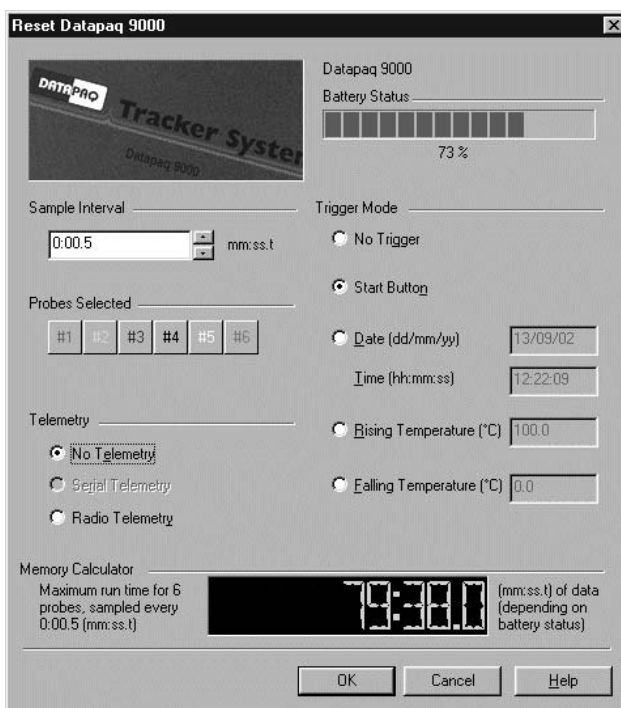 Reset Datapaq 9000
DATAPAQ
Tracker System
Datapaq 9000
Datapaq 9000
Battery Status
73 %
Sample Interval
0:00.5
mm:ss.t
Probes Selected
#1 #2 #3 #4 #5 #6
Telemetry
No Telemetry
Serial Telemetry
Radio Telemetry
Trigger Mode
No Trigger
Start Button
Date (dd/mm/yy)
13/09/02
Time (hh:mm:ss)
12:22:09
Rising Temperature (°C)
100.0
Falling Temperature (°C)
0.0
Memory Calculator
Maximum run time for 6
probes, sampled every
0:00.5 (mm:ss.t)
79:38.0
(mm:ss.t) of data
(depending on
battery status)
OK
Cancel
Help